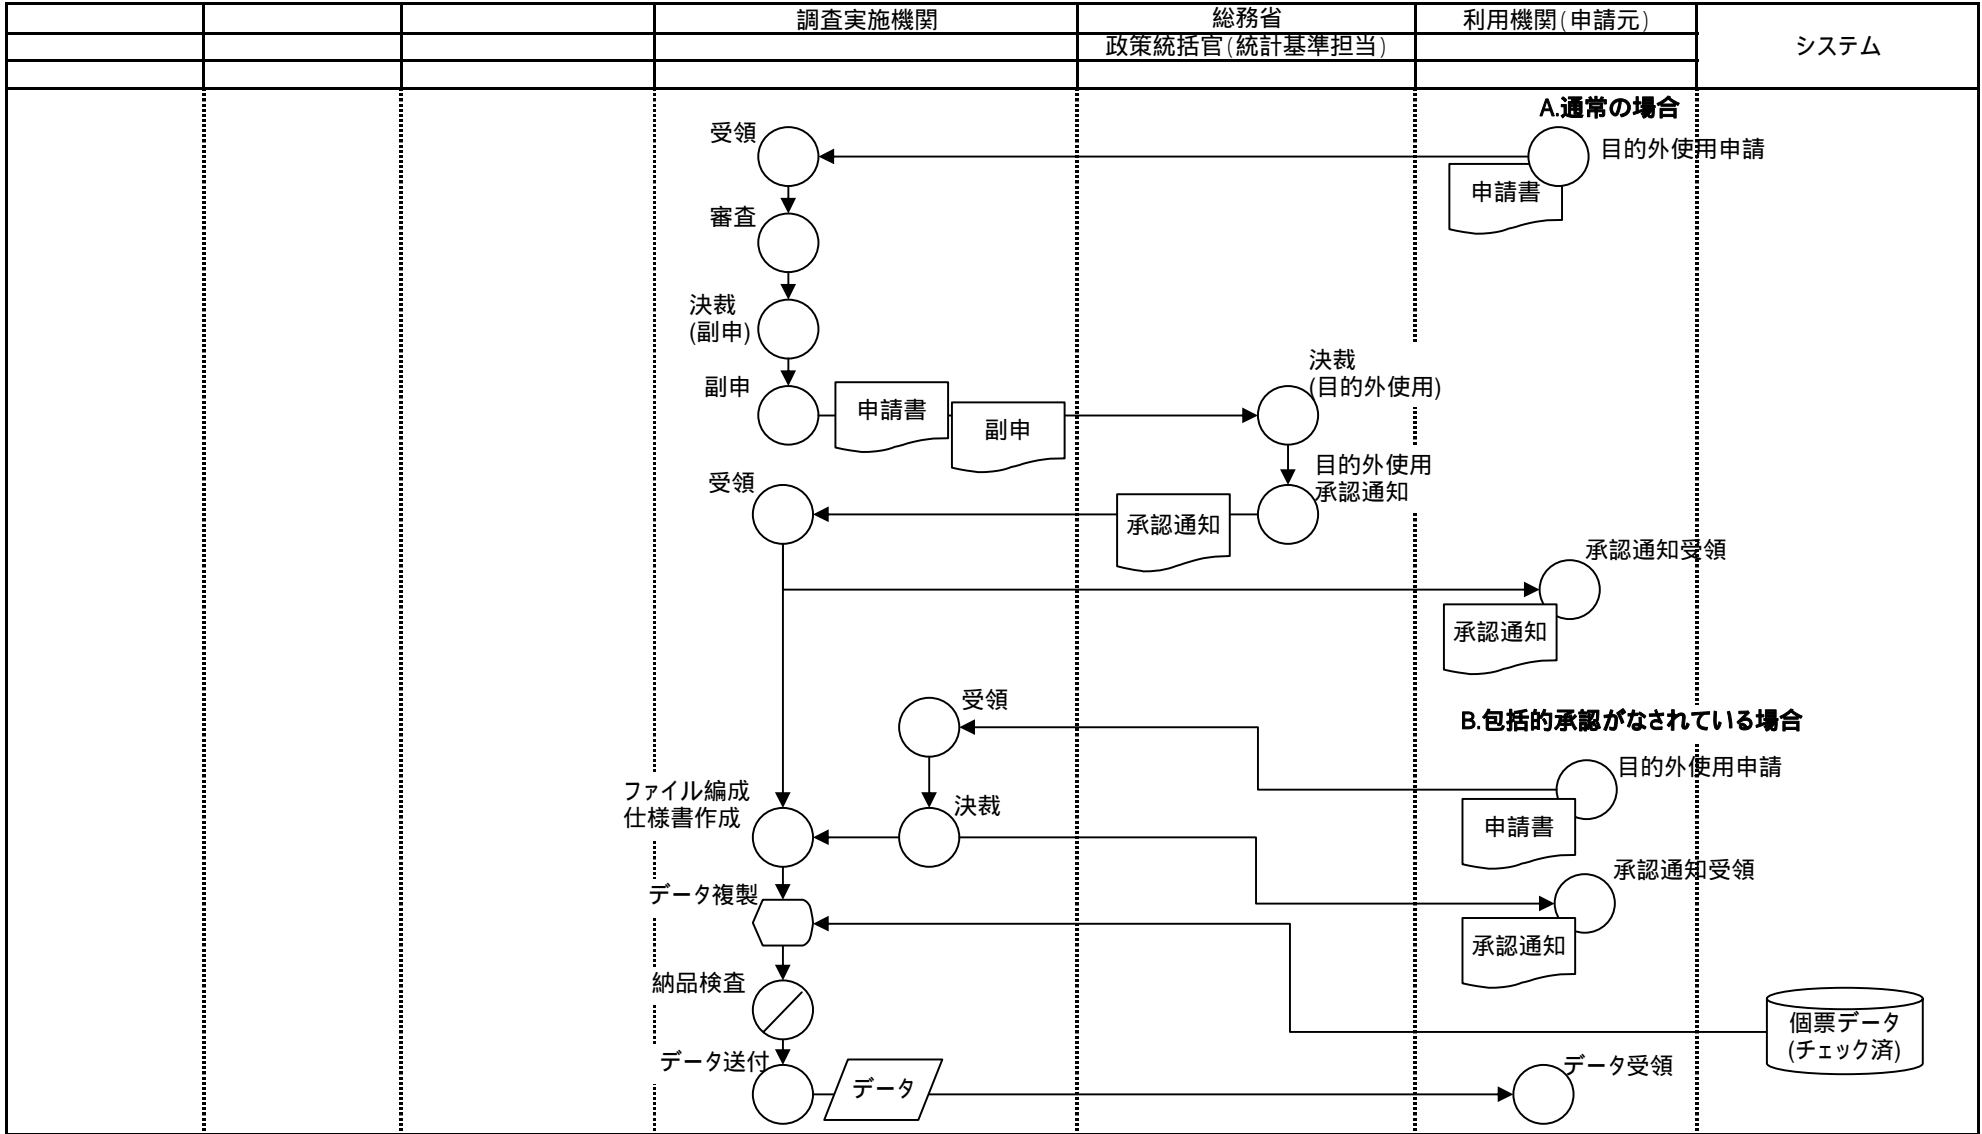 調査実施機関
総務省
政策統括官(統計基準担当)
利用機関(申請元)
システム
A.通常の場合
受領
目的外使用申請
申請書
審査
決裁
(副申)
副申
申請書
副申
決裁
(目的外使用)
目的外使用
承認通知
受領
承認通知
承認通知受領
承認通知
受領
B.包括的承認がなされている場合
目的外使用申請
申請書
ファイル編成
仕様書作成
決裁
承認通知受領
承認通知
データ複製
納品検査
個票データ
(チェック済)
データ送付
データ
データ受領